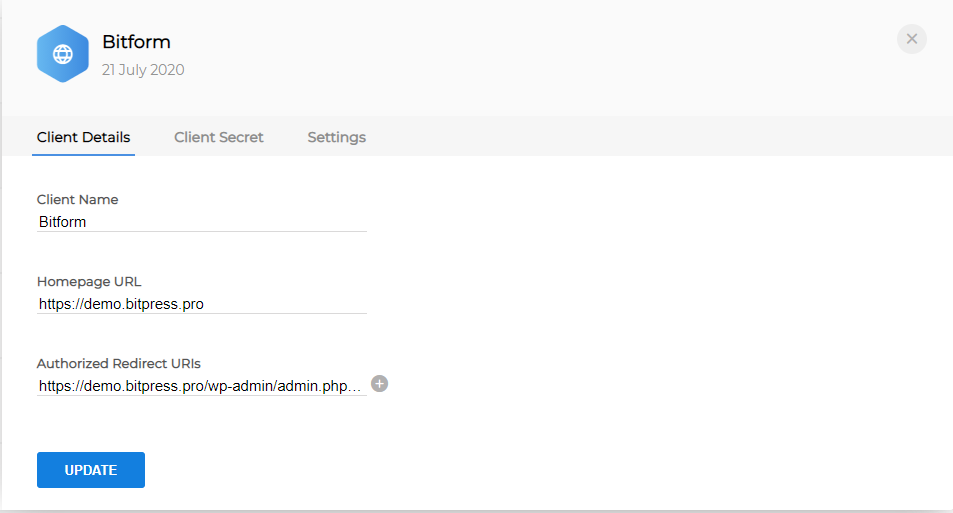 Bitform
21 July 2020
Client Details Client Secret Settings
Client Name
Bitform
Homepage URL
https://demo.bitpress.pro
Authorized Redirect URIs
https://demo.bitpress.pro/wp-admin/admin.php...
UPDATE